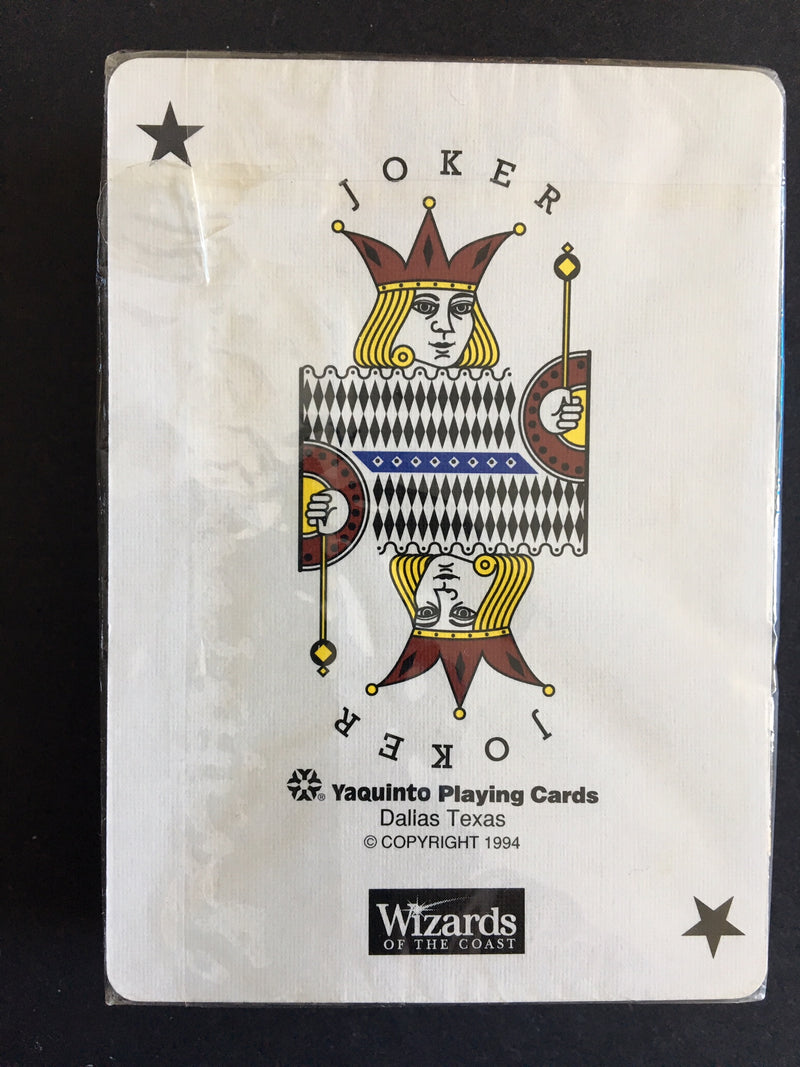 JOKER
JOKER
Yaquinto Playing Cards
Dallas Texas
© COPYRIGHT 1994
Wizards
OF THE COAST